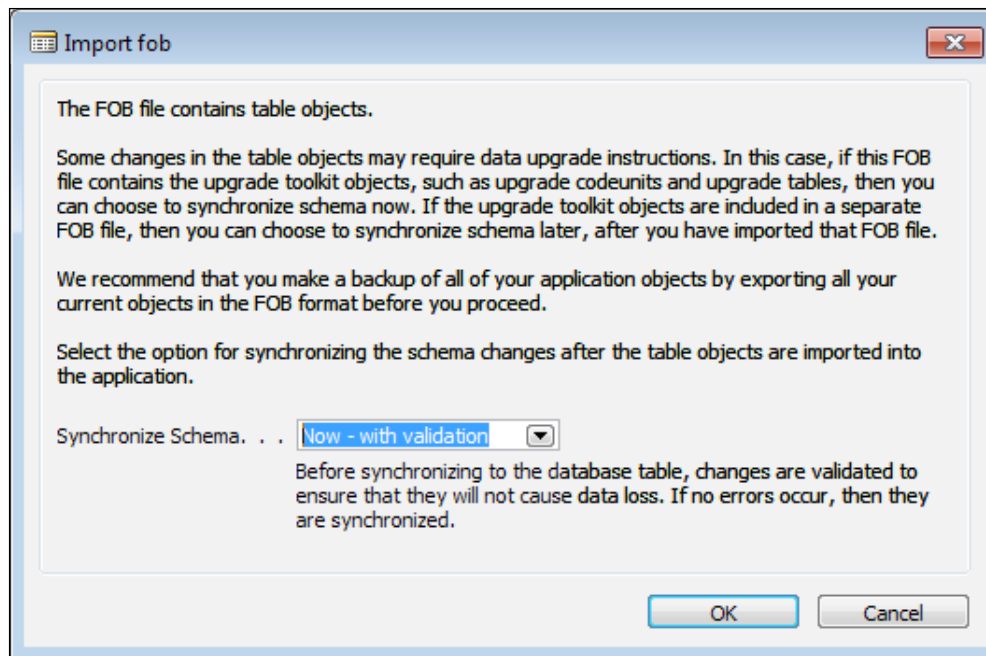 Import fob
The FOB file contains table objects.
Some changes in the table objects may require data upgrade instructions. In this case, if this FOB
file contains the upgrade toolkit objects, such as upgrade codeunits and upgrade tables, then you
can choose to synchronize schema now. If the upgrade toolkit objects are included in a separate
FOB file, then you can choose to synchronize schema later, after you have imported that FOB file.
We recommend that you make a backup of all of your application objects by exporting all your
current objects in the FOB format before you proceed.
Select the option for synchronizing the schema changes after the table objects are imported into
the application.
Synchronize Schema. . . Now - with validation
Before synchronizing to the database table, changes are validated to
ensure that they will not cause data loss. If no errors occur, then they
are synchronized.
OK Cancel